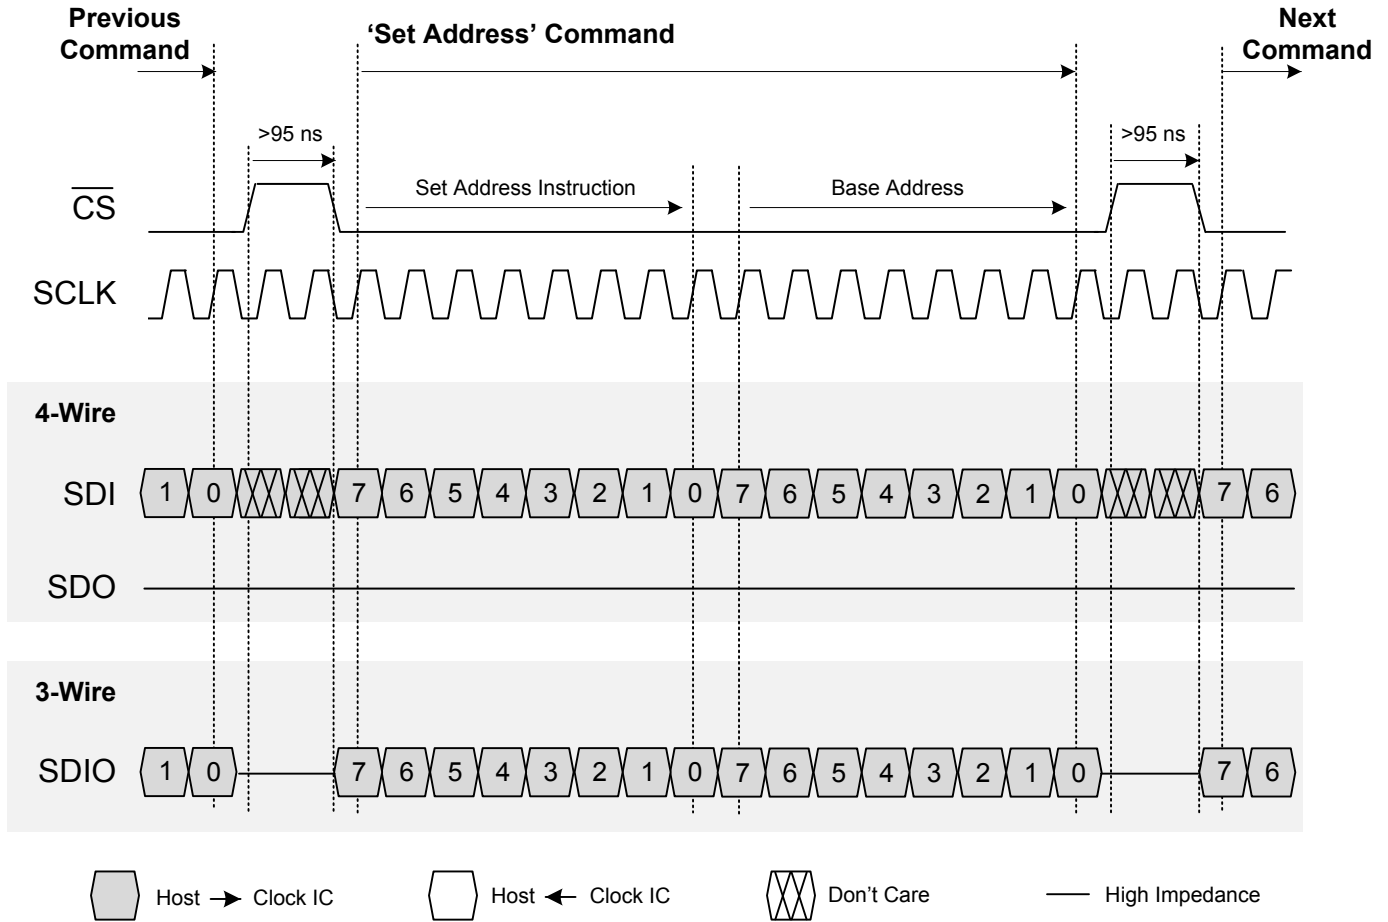 Previous
Command
'Set Address' Command
Next
Command
>95 ns
>95 ns
Set Address Instruction
Base Address
CS
SCLK
4-Wire
SDI 1 0 7 6 5 4 3 2 1 0 7 6 5 4 3 2 1 0 7 6
SDO
3-Wire
SDIO 1 0 7 6 5 4 3 2 1 0 7 6 5 4 3 2 1 0 7 6
Host → Clock IC Host ← Clock IC Don't Care High Impedance